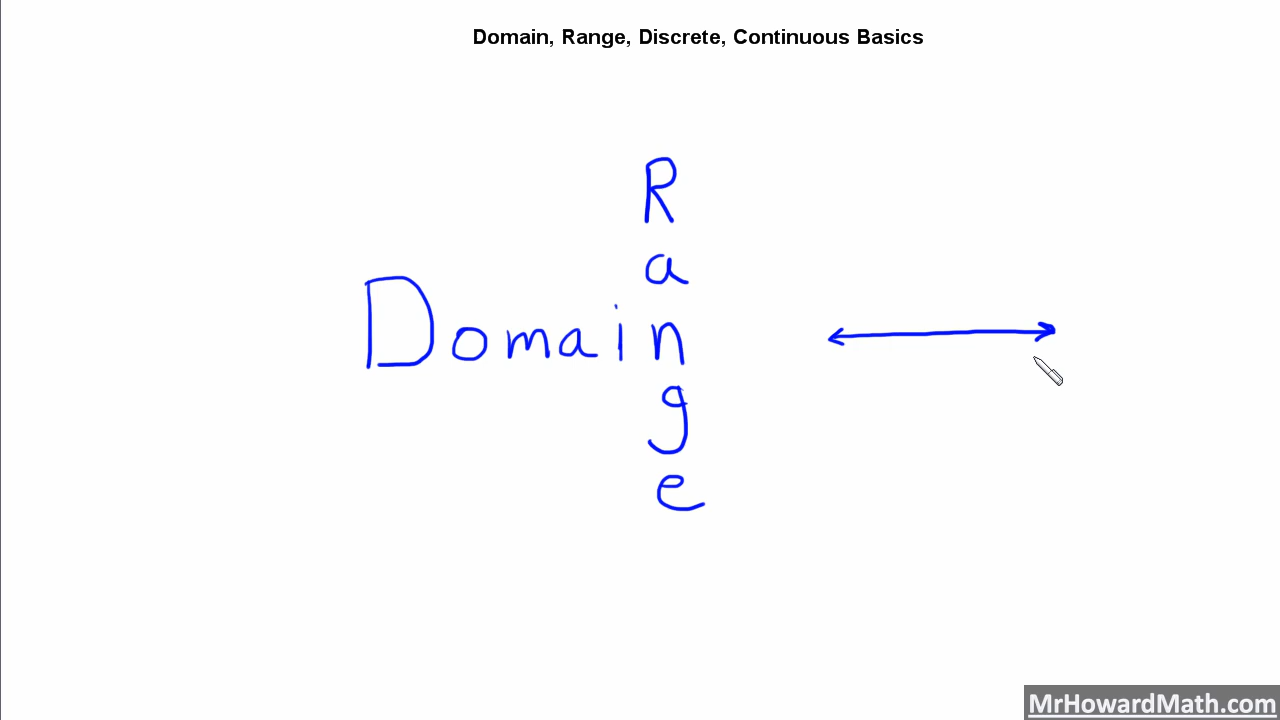 Domain, Range, Discrete, Continuous Basics
R
a
Domain
g
e
MrHowardMath.com